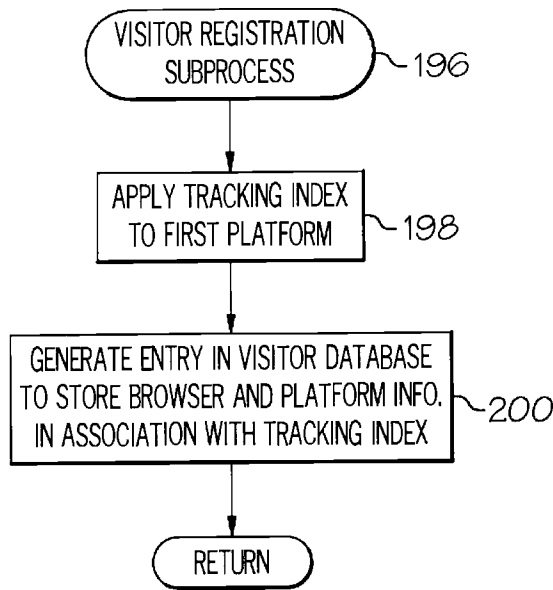 VISITOR REGISTRATION
SUBPROCESS
196
APPLY TRACKING INDEX
TO FIRST PLATFORM
198
GENERATE ENTRY IN VISITOR DATABASE
TO STORE BROWSER AND PLATFORM INFO.
IN ASSOCIATION WITH TRACKING INDEX
200
RETURN